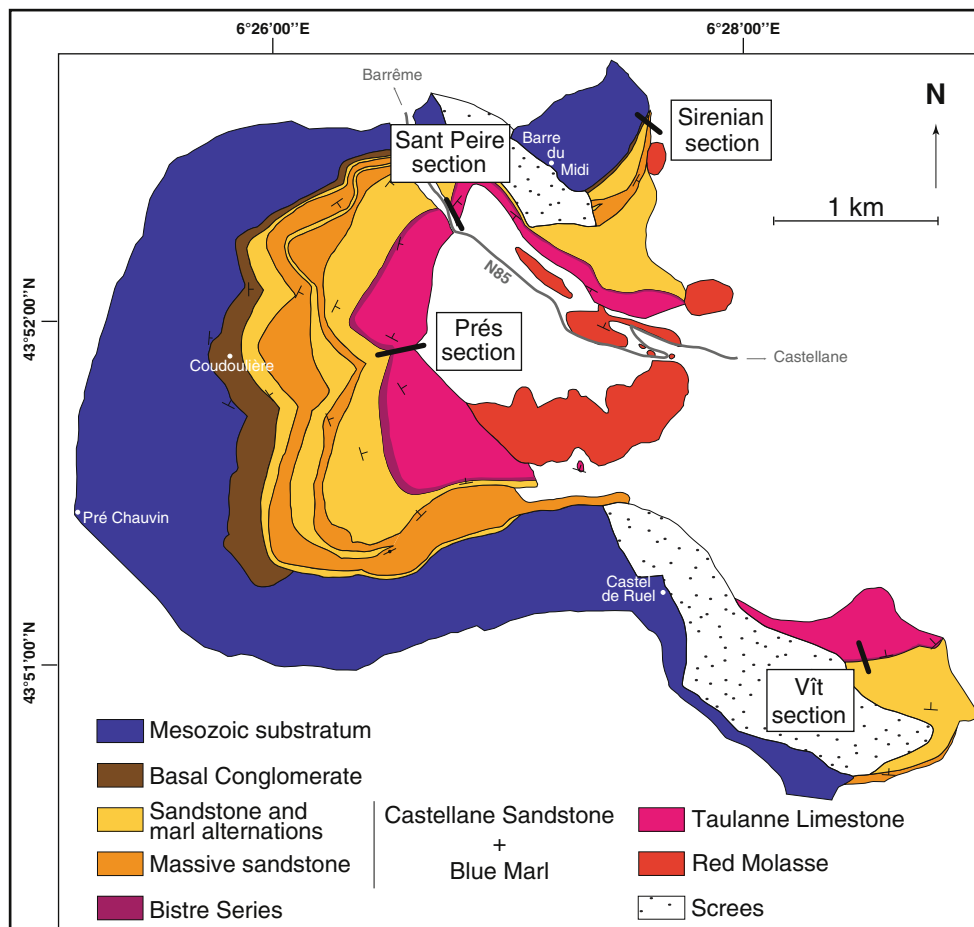 6°26'00''E
6°28'00''E
Barrême
N
Sirenian
section
Sant Peire
section
Barre
du
Midi
1 km
N85
43°52'00''N
Prés
section
Coudoulière
Castellane
Pré Chauvin
Castel
de Ruel
43°51'00''N
Vît
section
Mesozoic substratum
Basal Conglomerate
Sandstone and
marl alternations
Massive sandstone
Bistre Series
Castellane Sandstone
+
Blue Marl
Taulanne Limestone
Red Molasse
Screes